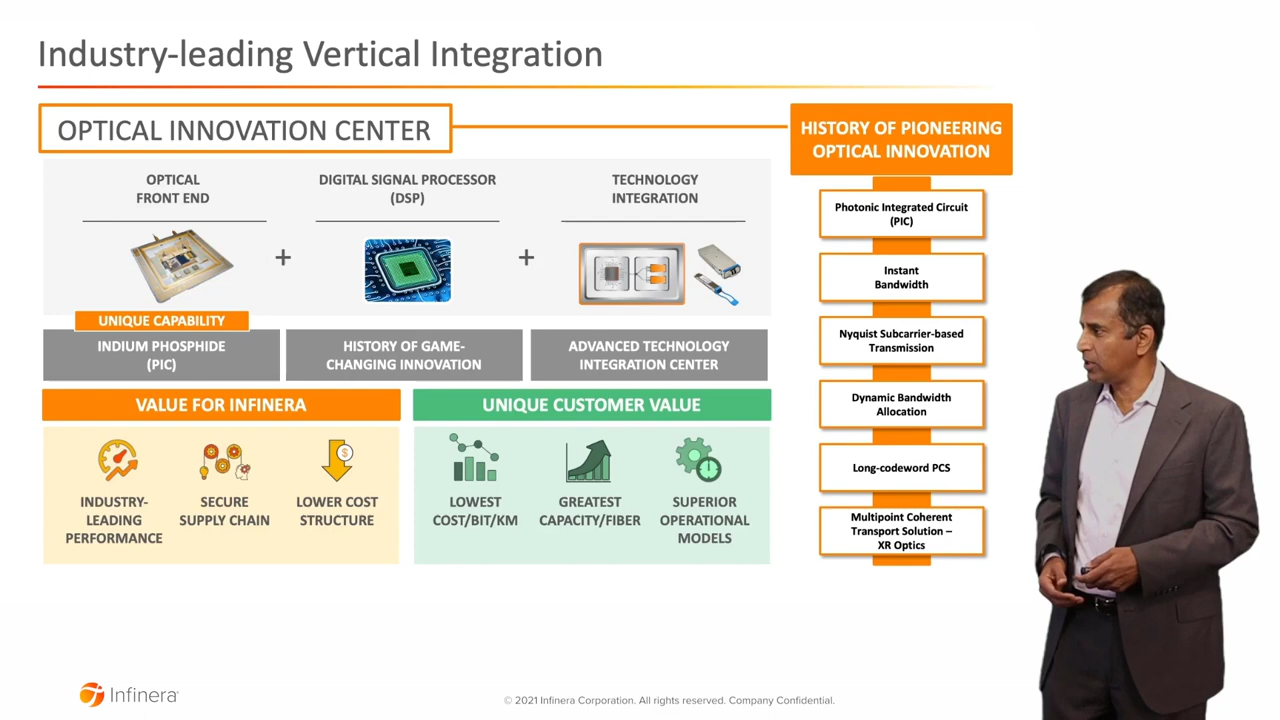 Industry-leading Vertical Integration
OPTICAL INNOVATION CENTER
OPTICAL
FRONT END
DIGITAL SIGNAL PROCESSOR
(DSP)
TECHNOLOGY
INTEGRATION
+
+
UNIQUE CAPABILITY
INDIUM PHOSPHIDE
(PIC)
HISTORY OF GAME-
CHANGING INNOVATION
ADVANCED TECHNOLOGY
INTEGRATION CENTER
VALUE FOR INFINERA
INDUSTRY-
LEADING
PERFORMANCE
SECURE
SUPPLY CHAIN
$
LOWER COST
STRUCTURE
UNIQUE CUSTOMER VALUE
LOWEST
COST/BIT/KM
GREATEST
CAPACITY/FIBER
SUPERIOR
OPERATIONAL
MODELS
HISTORY OF PIONEERING
OPTICAL INNOVATION
Photonic Integrated Circuit
(PIC)
Instant
Bandwidth
Nyquist Subcarrier-based
Transmission
Dynamic Bandwidth
Allocation
Long-codeword PCS
Multipoint Coherent
Transport Solution –
XR Optics
Infinera
© 2021 Infinera Corporation. All rights reserved. Company Confidential.